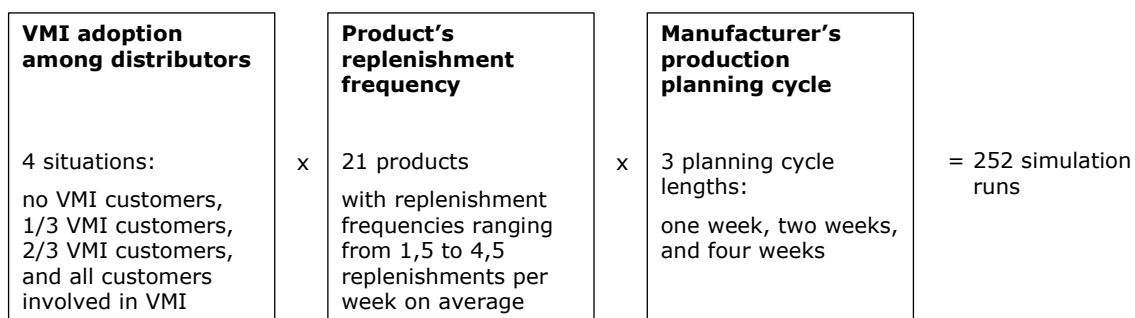 VMI adoption
among distributors
4 situations:
no VMI customers,
1/3 VMI customers,
2/3 VMI customers,
and all customers
involved in VMI
x
Product’s
replenishment
frequency
21 products
with replenishment
frequencies ranging
from 1,5 to 4,5
replenishments per
week on average
x
Manufacturer’s
production
planning cycle
3 planning cycle
lengths:
one week, two weeks,
and four weeks
= 252 simulation
runs